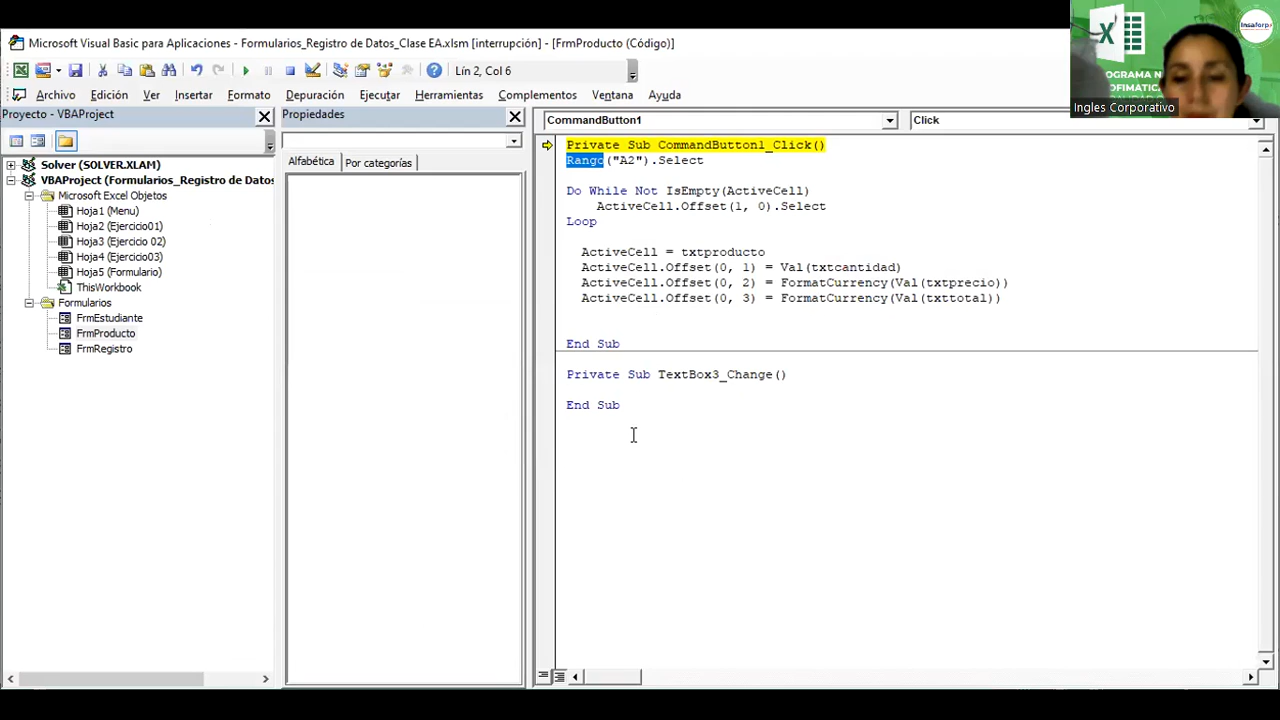 Microsoft Visual Basic para Aplicaciones - Formularios_Registro de Datos_Clase EA.xlsm [interrupción] - [FrmProducto (Código)]
Lín 2, Col 6
Archivo Edición Ver Insertar Formato Depuración Ejecutar Herramientas Complementos Ventana Ayuda
Insaforp
OGRAMA N
OFIMÁTICA
Ingles Corporativo
Proyecto - VBAProject
Solver (SOLVER.XLAM)
VBAProject (Formularios_Registro de Datos
Microsoft Excel Objetos
Hoja1 (Menu)
Hoja2 (Ejercicio01)
Hoja3 (Ejercicio 02)
Hoja4 (Ejercicio03)
Hoja5 (Formulario)
ThisWorkbook
Formularios
FrmEstudiante
FrmProducto
FrmRegistro
Propiedades
Alfabética Por categorías
CommandButton1 Click
Private Sub CommandButton1_Click()
Rango("A2").Select
Do While Not IsEmpty(ActiveCell)
ActiveCell.Offset(1, 0).Select
Loop
ActiveCell = txtproducto
ActiveCell.Offset(0, 1) = Val(txtcantidad)
ActiveCell.Offset(0, 2) = FormatCurrency(Val(txtprecio))
ActiveCell.Offset(0, 3) = FormatCurrency(Val(txttotal))
End Sub
Private Sub TextBox3_Change()
End Sub